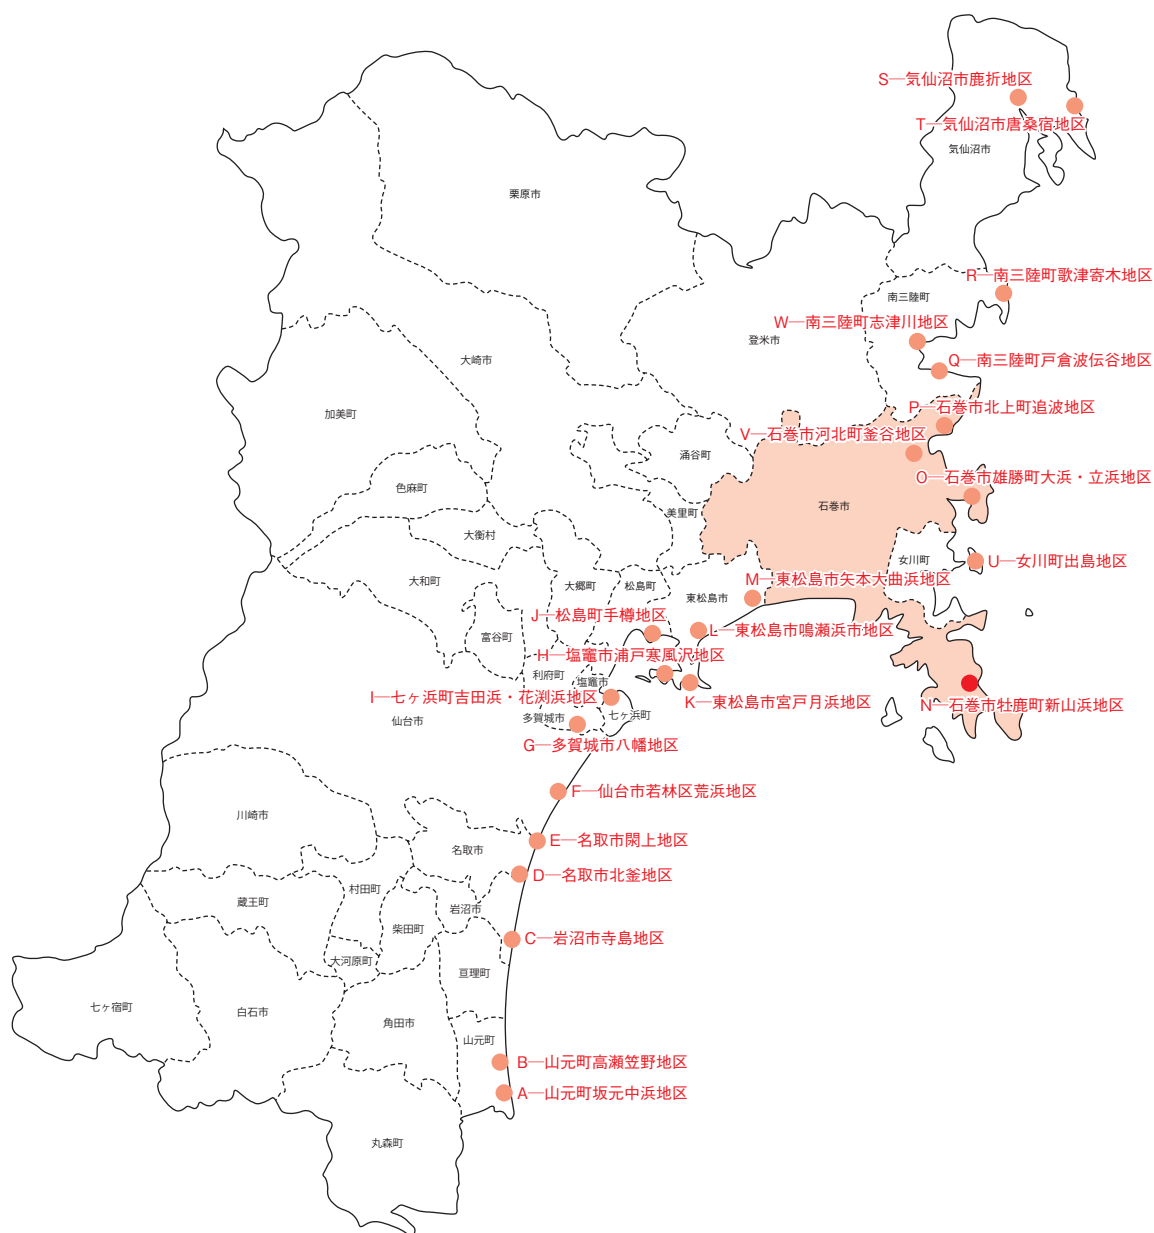 S―気仙沼市鹿折地区
T―気仙沼市唐桑宿地区
気仙沼市
栗原市
R―南三陸町歌津寄木地区
南三陸町
W―南三陸町志津川地区
登米市
Q―南三陸町戸倉波伝谷地区
大崎市
加美町
P―石巻市北上町追波地区
V―石巻市河北町釜谷地区
涌谷町
O―石巻市雄勝町大浜・立浜地区
色麻町
石巻市
美里町
大衡村
女川町
U―女川町出島地区
大和町
大郷町
松島町
M―東松島市矢本大曲浜地区
東松島市
J―松島町手樽地区
L―東松島市鳴瀬浜市地区
富谷町
H―塩竈市浦戸寒風沢地区
利府町
塩竈市
I―七ヶ浜町吉田浜・花渕浜地区
K―東松島市宮戸月浜地区
N―石巻市牡鹿町新山浜地区
仙台市
多賀城市
七ヶ浜町
G―多賀城市八幡地区
F―仙台市若林区荒浜地区
川崎市
E―名取市閖上地区
名取市
D―名取市北釜地区
村田町
蔵王町
岩沼市
柴田町
C―岩沼市寺島地区
大河原町
亘理町
七ヶ宿町
白石市
角田市
山元町
B―山元町高瀬笠野地区
A―山元町坂元中浜地区
丸森町